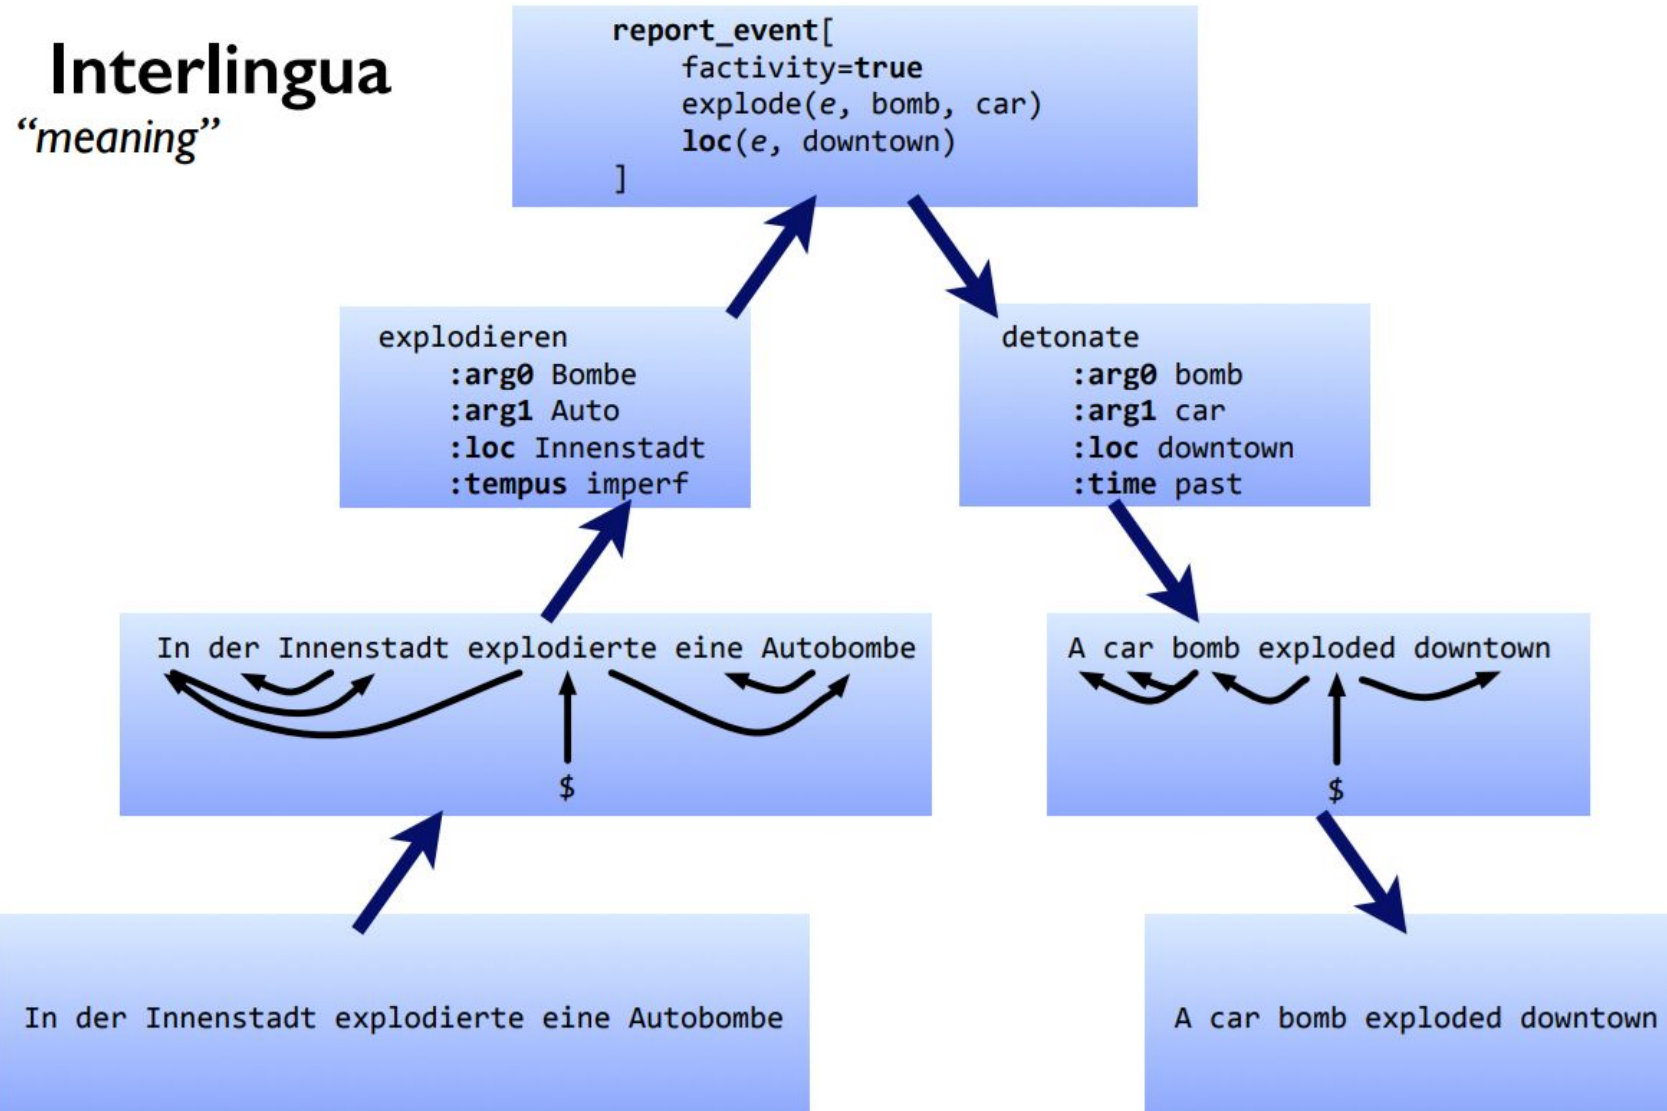 Interlingua
“meaning”
report_event[
factivity=true
explode(e, bomb, car)
loc(e, downtown)
]
explodieren
:arg0 Bombe
:arg1 Auto
:loc Innenstadt
:tempus imperf
detonate
:arg0 bomb
:arg1 car
:loc downtown
:time past
In der Innenstadt explodierte eine Autobombe
$
A car bomb exploded downtown
$
In der Innenstadt explodierte eine Autobombe
A car bomb exploded downtown